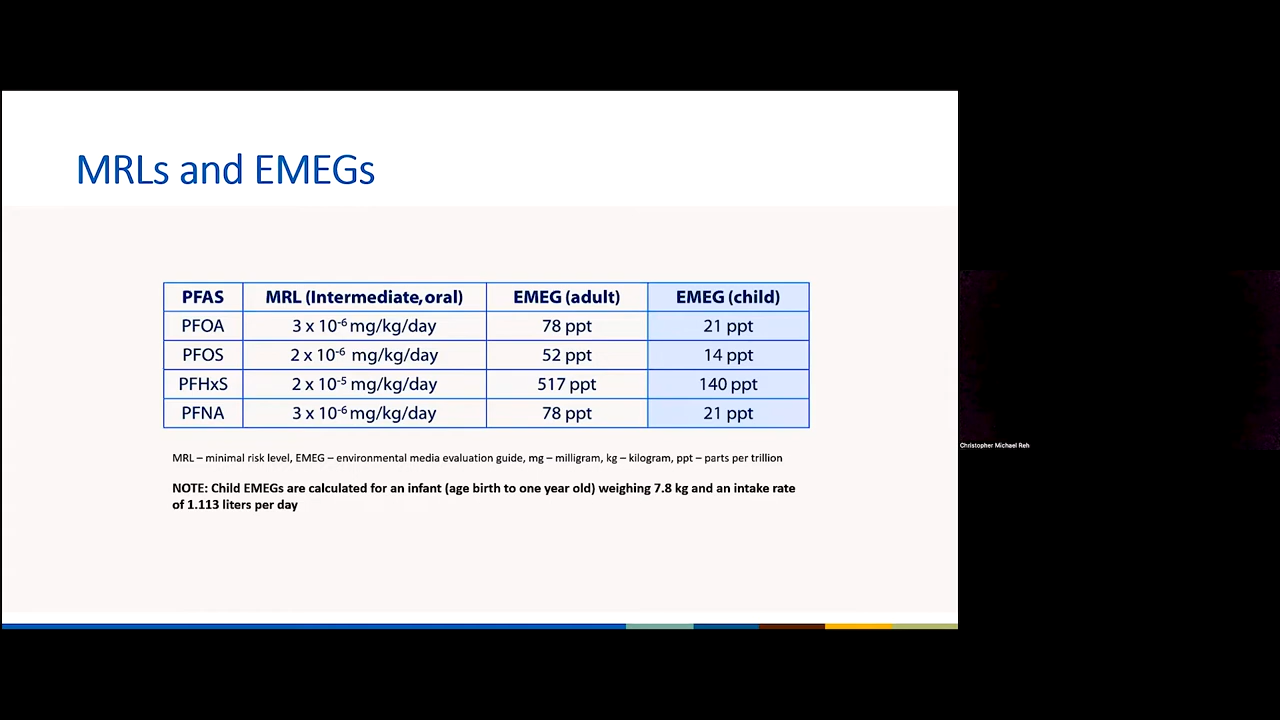 MRLs and EMEGs
PFAS MRL (Intermediate, oral) EMEG (adult) EMEG (child)
PFOA 3 x 10⁻⁶ mg/kg/day 78 ppt 21 ppt
PFOS 2 x 10⁻⁶ mg/kg/day 52 ppt 14 ppt
PFHxS 2 x 10⁻⁵ mg/kg/day 517 ppt 140 ppt
PFNA 3 x 10⁻⁶ mg/kg/day 78 ppt 21 ppt
MRL – minimal risk level, EMEG – environmental media evaluation guide, mg – milligram, kg – kilogram, ppt – parts per trillion
NOTE: Child EMEGs are calculated for an infant (age birth to one year old) weighing 7.8 kg and an intake rate
of 1.113 liters per day
Christopher Michael Reh